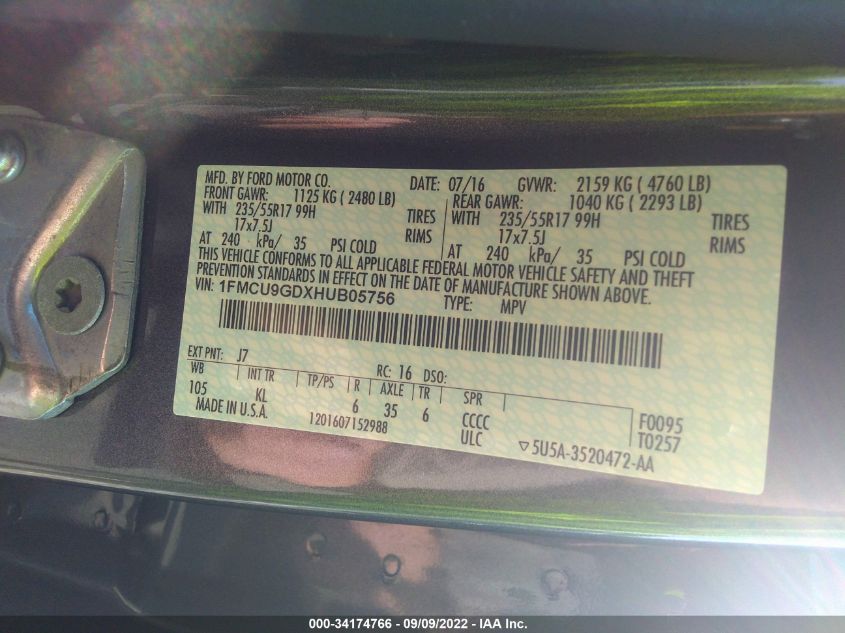 MFD. BY FORD MOTOR CO. DATE: 07/16 GVWR: 2159 KG ( 4760 LB)
FRONT GAWR: 1125 KG ( 2480 LB) REAR GAWR: 1040 KG ( 2293 LB)
WITH 235/55R17 99H TIRES WITH 235/55R17 99H TIRES
17x7.5J RIMS 17x7.5J RIMS
AT 240 kPa/ 35 PSI COLD AT 240 kPa/ 35 PSI COLD
THIS VEHICLE CONFORMS TO ALL APPLICABLE FEDERAL MOTOR VEHICLE SAFETY AND THEFT
PREVENTION STANDARDS IN EFFECT ON THE DATE OF MANUFACTURE SHOWN ABOVE.
VIN: 1FMCU9GDXHUB05756 TYPE: MPV
EXT PNT: J7 RC: 16 DSO:
WB INT TR TP/PS R AXLE TR SPR
105 KL 6 35 6 CCCC F0095
MADE IN U.S.A. 1201607152988 ULC ▽5U5A-3520472-AA T0257
000-34174766 - 09/09/2022 - IAA Inc.